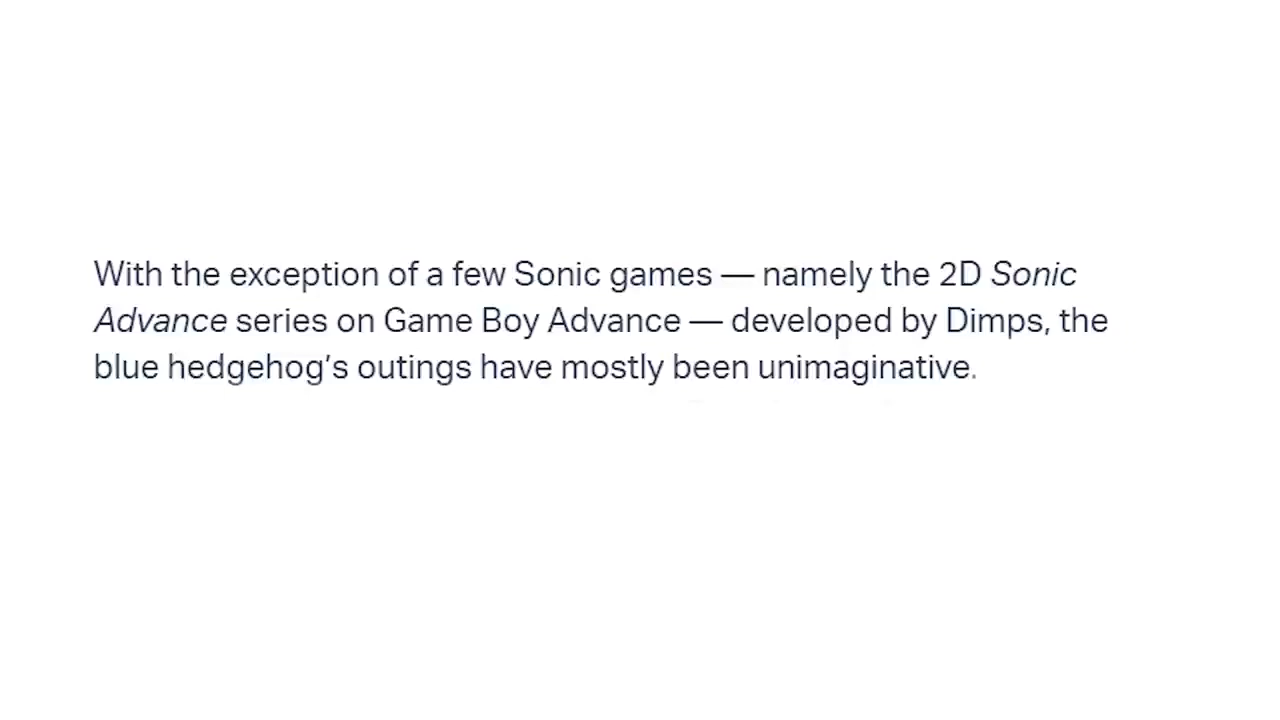 With the exception of a few Sonic games — namely the 2D Sonic
Advance series on Game Boy Advance — developed by Dimps, the
blue hedgehog’s outings have mostly been unimaginative.